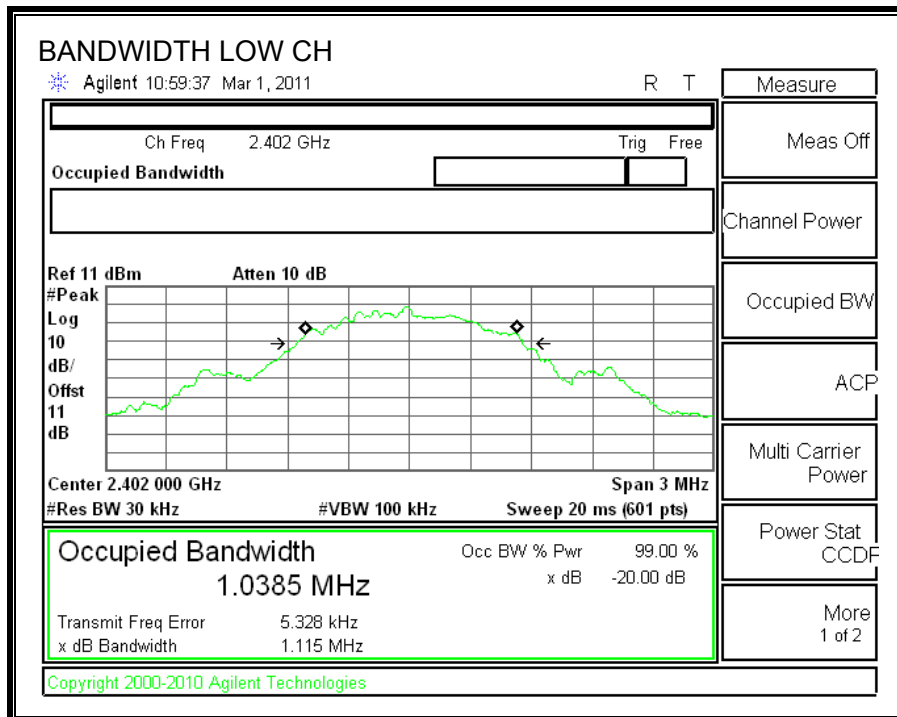 BANDWIDTH LOW CH
Agilent 10:59:37 Mar 1, 2011 R T
Ch Freq 2.402 GHz Trig Free
Occupied Bandwidth
Ref 11 dBm Atten 10 dB
#Peak
Log
10
dB/
Offst
11
dB
Center 2.402 000 GHz Span 3 MHz
#Res BW 30 kHz #VBW 100 kHz Sweep 20 ms (601 pts)
Occupied Bandwidth Occ BW % Pwr 99.00 %
1.0385 MHz x dB -20.00 dB
Transmit Freq Error 5.328 kHz
x dB Bandwidth 1.115 MHz
Copyright 2000-2010 Agilent Technologies
Measure
Meas Off
Channel Power
Occupied BW
ACP
Multi Carrier
Power
Power Stat
CCDF
More
1 of 2